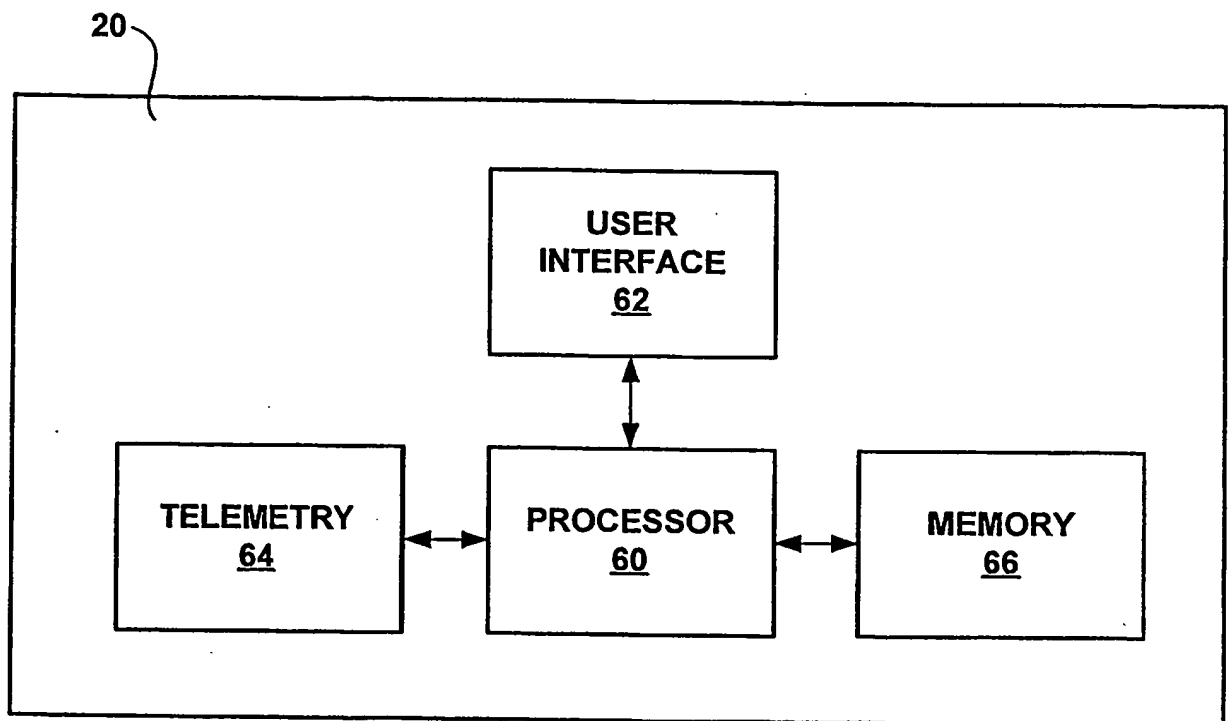 20
USER
INTERFACE
62
TELEMETRY
64
PROCESSOR
60
MEMORY
66